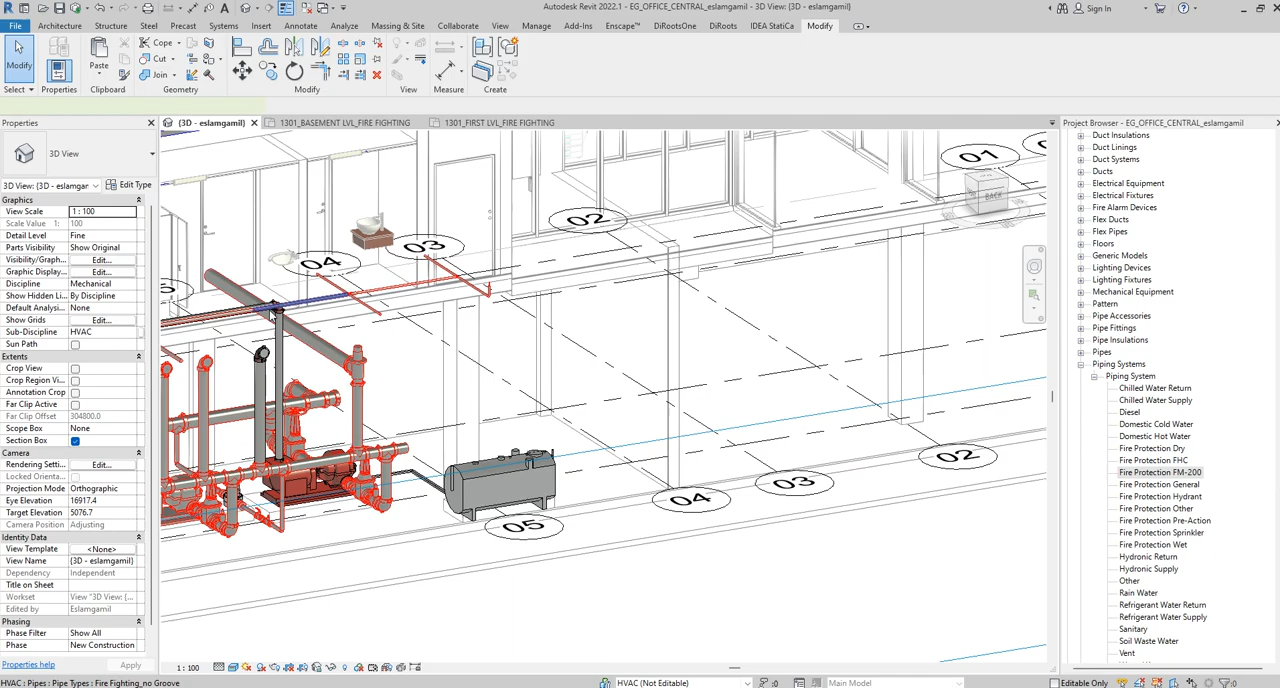 Autodesk Revit 2022.1 - EG_OFFICE_CENTRAL_eslamgamil - 3D View: {3D - eslamgamil}
Sign In
File Architecture Structure Steel Precast Systems Insert Annotate Analyze Massing & Site Collaborate View Manage Add-Ins Enscape™ DiRootsOne DiRoots IDEA StatiCa Modify
Modify Paste Cope Cut Join
Select Properties Clipboard Geometry Modify View Measure Create
Properties
{3D - eslamgamil} 1301_BASEMENT LVL_FIRE FIGHTING 1301_FIRST LVL_FIRE FIGHTING
Project Browser - EG_OFFICE_CENTRAL_eslamgamil
3D View
3D View: {3D - eslamgar Edit Type
Graphics
View Scale 1 : 100
Scale Value 1: 100
Detail Level Fine
Parts Visibility Show Original
Visibility/Graph... Edit...
Graphic Display... Edit...
Discipline Mechanical
Show Hidden Li... By Discipline
Default Analysi... None
Show Grids Edit...
Sub-Discipline HVAC
Sun Path
Extents
Crop View
Crop Region Vi...
Annotation Crop
Far Clip Active
Far Clip Offset 304800.0
Scope Box None
Section Box
Camera
Rendering Setti... Edit...
Locked Orienta...
Projection Mode Orthographic
Eye Elevation 16917.4
Target Elevation 5076.7
Camera Position Adjusting
Identity Data
View Template <None>
View Name {3D - eslamgamil}
Dependency Independent
Title on Sheet
Workset View "3D View: {...
Edited by Eslamgamil
Phasing
Phase Filter Show All
Phase New Construction
Properties help Apply
01
02
03
04
BACK
02
03
04
05
Duct Insulations
Duct Linings
Duct Systems
Ducts
Electrical Equipment
Electrical Fixtures
Fire Alarm Devices
Flex Ducts
Flex Pipes
Floors
Generic Models
Lighting Devices
Lighting Fixtures
Mechanical Equipment
Pattern
Pipe Accessories
Pipe Fittings
Pipe Insulations
Pipes
Piping Systems
Piping System
Chilled Water Return
Chilled Water Supply
Diesel
Domestic Cold Water
Domestic Hot Water
Fire Protection Dry
Fire Protection FHC
Fire Protection FM-200
Fire Protection General
Fire Protection Hydrant
Fire Protection Other
Fire Protection Pre-Action
Fire Protection Sprinkler
Fire Protection Wet
Hydronic Return
Hydronic Supply
Other
Rain Water
Refrigerant Water Return
Refrigerant Water Supply
Sanitary
Soil Waste Water
Vent
1 : 100
HVAC : Pipes : Pipe Types : Fire Fighting_no Groove
HVAC (Not Editable) :0 Main Model Editable Only :0